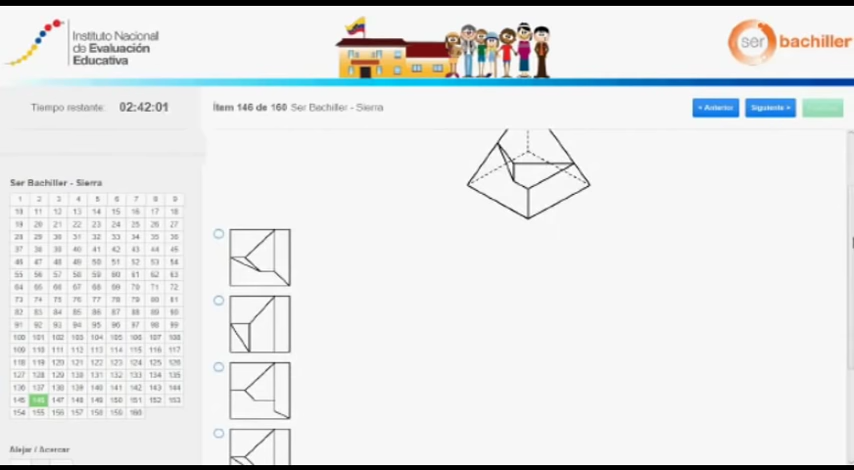 Instituto Nacional
de Evaluación
Educativa
ser bachiller
Tiempo restante: 02:42:01
Ítem 146 de 160 Ser Bachiller - Sierra
< Anterior
Siguiente >
Ser Bachiller - Sierra
1 2 3 4 5 6 7 8 9
10 11 12 13 14 15 16 17 18
19 20 21 22 23 24 25 26 27
28 29 30 31 32 33 34 35 36
37 38 39 40 41 42 43 44 45
46 47 48 49 50 51 52 53 54
55 56 57 58 59 60 61 62 63
64 65 66 67 68 69 70 71 72
73 74 75 76 77 78 79 80 81
82 83 84 85 86 87 88 89 90
91 92 93 94 95 96 97 98 99
100 101 102 103 104 105 106 107 108
109 110 111 112 113 114 115 116 117
118 119 120 121 122 123 124 125 126
127 128 129 130 131 132 133 134 135
136 137 138 139 140 141 142 143 144
145 146 147 148 149 150 151 152 153
154 155 156 157 158 159 160
Alejar / Acercar